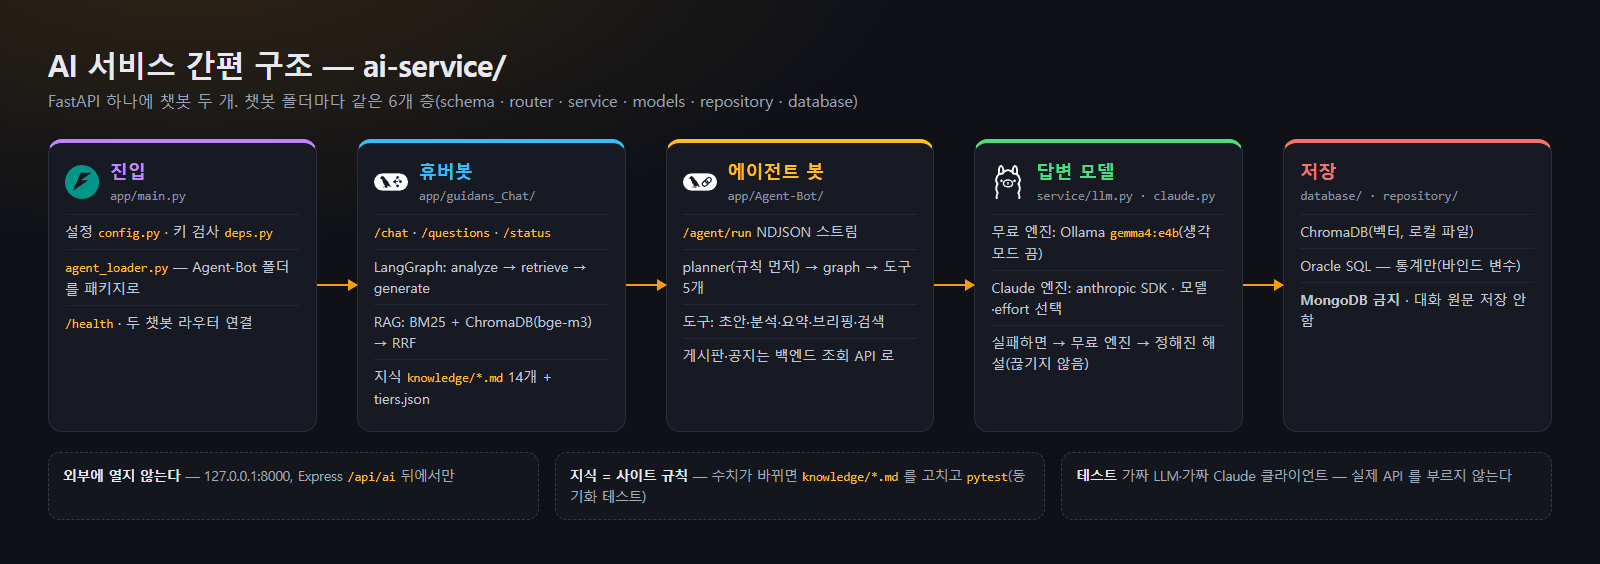 AI 서비스 간편 구조 — ai-service/
FastAPI 하나에 챗봇 두 개. 챗봇 폴더마다 같은 6개 층(schema · router · service · models · repository · database)
진입
app/main.py
설정 config.py · 키 검사 deps.py
agent_loader.py — Agent-Bot 폴더
를 패키지로
/health · 두 챗봇 라우터 연결
휴버봇
app/guidans_Chat/
/chat · /questions · /status
LangGraph: analyze → retrieve →
generate
RAG: BM25 + ChromaDB(bge-m3)
→ RRF
지식 knowledge/*.md 14개 +
tiers.json
에이전트 봇
app/Agent-Bot/
/agent/run NDJSON 스트림
planner(규칙 먼저) → graph → 도구
5개
도구: 초안·분석·요약·브리핑·검색
게시판·공지는 백엔드 조회 API 로
답변 모델
service/llm.py · claude.py
무료 엔진: Ollama gemma4:e4b(생각
모드 끔)
Claude 엔진: anthropic SDK · 모델
·effort 선택
실패하면 → 무료 엔진 → 정해진 해
설(끊기지 않음)
저장
database/ · repository/
ChromaDB(벡터, 로컬 파일)
Oracle SQL — 통계만(바인드 변수)
MongoDB 금지 · 대화 원문 저장 안
함
외부에 열지 않는다 — 127.0.0.1:8000, Express /api/ai 뒤에서만
지식 = 사이트 규칙 — 수치가 바뀌면 knowledge/*.md 를 고치고 pytest(동
기화 테스트)
테스트 가짜 LLM·가짜 Claude 클라이언트 — 실제 API 를 부르지 않는다